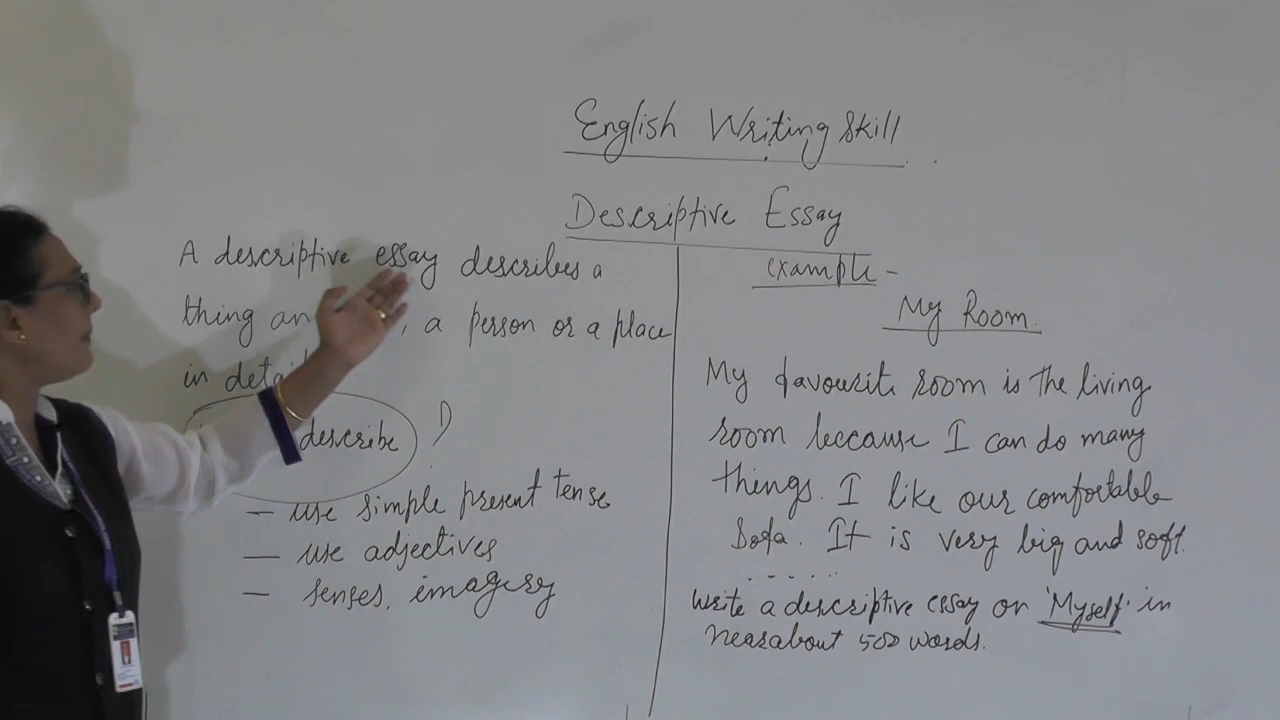 English Writing Skill
Descriptive Essay
A descriptive essay describes a
thing an , a person or a place
in detail
describe
— use simple present tense
— use adjectives
— senses, imagery
example -
My Room.
My favourite room is the living
room because I can do many
things. I like our comfortable
Sofa. It is very big and soft.
......
Write a descriptive essay on 'Myself' in
nearabout 500 words.